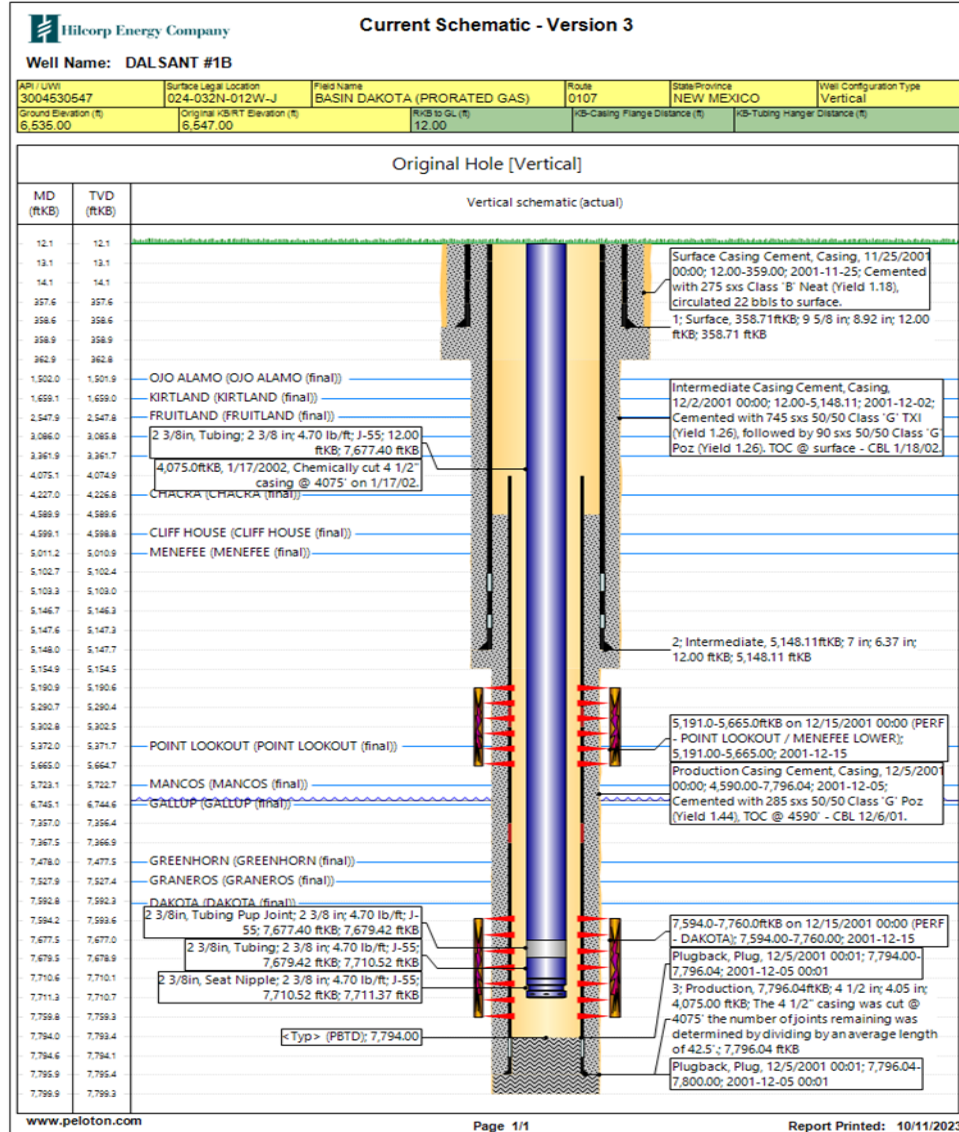 Hilcorp Energy Company
Current Schematic - Version 3
Well Name: DALSANT #1B
API / UWI
3004530547
Surface Legal Location
024-032N-012W-J
Field Name
BASIN DAKOTA (PRORATED GAS)
Route
0107
State/Province
NEW MEXICO
Well Configuration Type
Vertical
Ground Elevation (ft)
6,535.00
Original KB/RT Elevation (ft)
6,547.00
RKB to GL (ft)
12.00
KB-Casing Flange Distance (ft)
KB-Tubing Hanger Distance (ft)
Original Hole [Vertical]
MD (ftKB)
TVD (ftKB)
Vertical schematic (actual)
12.1 12.1
13.1 13.1
14.1 14.1
357.6 357.6
358.6 358.6
358.9 358.9
362.9 362.8
1,502.0 1,501.9
1,659.1 1,659.0
2,547.9 2,547.8
3,086.0 3,085.8
3,361.9 3,361.7
4,075.1 4,074.9
4,227.0 4,226.8
4,589.9 4,589.6
4,599.1 4,598.8
5,011.2 5,010.9
5,102.7 5,102.4
5,103.3 5,103.0
5,146.7 5,146.3
5,147.6 5,147.3
5,148.0 5,147.7
5,154.9 5,154.5
5,190.9 5,190.6
5,290.7 5,290.4
5,302.8 5,302.5
5,372.0 5,371.7
5,665.0 5,664.7
5,723.1 5,722.7
6,745.1 6,744.6
7,357.0 7,356.4
7,367.5 7,366.9
7,478.0 7,477.5
7,527.9 7,527.4
7,592.8 7,592.3
7,594.2 7,593.6
7,677.5 7,677.0
7,679.5 7,678.9
7,710.6 7,710.1
7,711.3 7,710.7
7,759.8 7,759.3
7,794.0 7,793.4
7,794.6 7,794.1
7,795.9 7,795.4
7,799.9 7,799.3
OJO ALAMO (OJO ALAMO (final))
KIRTLAND (KIRTLAND (final))
FRUITLAND (FRUITLAND (final))
2 3/8in, Tubing; 2 3/8 in; 4.70 lb/ft; J-55; 12.00
ftKB; 7,677.40 ftKB
4,075.0ftKB, 1/17/2002, Chemically cut 4 1/2"
casing @ 4075' on 1/17/02.
CHACRA (CHACRA (final))
CLIFF HOUSE (CLIFF HOUSE (final))
MENEFEE (MENEFEE (final))
POINT LOOKOUT (POINT LOOKOUT (final))
MANCOS (MANCOS (final))
GALLUP (GALLUP (final))
GREENHORN (GREENHORN (final))
GRANEROS (GRANEROS (final))
DAKOTA (DAKOTA (final))
2 3/8in, Tubing Pup Joint; 2 3/8 in; 4.70 lb/ft; J-
55; 7,677.40 ftKB; 7,679.42 ftKB
2 3/8in, Tubing; 2 3/8 in; 4.70 lb/ft; J-55;
7,679.42 ftKB; 7,710.52 ftKB
2 3/8in, Seat Nipple; 2 3/8 in; 4.70 lb/ft; J-55;
7,710.52 ftKB; 7,711.37 ftKB
<Typ> (PBTD); 7,794.00
Surface Casing Cement, Casing, 11/25/2001
00:00; 12.00-359.00; 2001-11-25; Cemented
with 275 sxs Class 'B' Neat (Yield 1.18),
circulated 22 bbls to surface.
1; Surface, 358.71ftKB; 9 5/8 in; 8.92 in; 12.00
ftKB; 358.71 ftKB
Intermediate Casing Cement, Casing,
12/2/2001 00:00; 12.00-5,148.11; 2001-12-02;
Cemented with 745 sxs 50/50 Class 'G' TXI
(Yield 1.26), followed by 90 sxs 50/50 Class 'G'
Poz (Yield 1.26). TOC @ surface - CBL 1/18/02.
2; Intermediate, 5,148.11ftKB; 7 in; 6.37 in;
12.00 ftKB; 5,148.11 ftKB
5,191.0-5,665.0ftKB on 12/15/2001 00:00 (PERF
- POINT LOOKOUT / MENEFEE LOWER);
5,191.00-5,665.00; 2001-12-15
Production Casing Cement, Casing, 12/5/2001
00:00; 4,590.00-7,796.04; 2001-12-05;
Cemented with 285 sxs 50/50 Class 'G' Poz
(Yield 1.44), TOC @ 4590' - CBL 12/6/01.
7,594.0-7,760.0ftKB on 12/15/2001 00:00 (PERF
- DAKOTA); 7,594.00-7,760.00; 2001-12-15
Plugback, Plug, 12/5/2001 00:01; 7,794.00-
7,796.04; 2001-12-05 00:01
3; Production, 7,796.04ftKB; 4 1/2 in; 4.05 in;
4,075.00 ftKB; The 4 1/2" casing was cut @
4075' the number of joints remaining was
determined by dividing by an average length
of 42.5'.; 7,796.04 ftKB
Plugback, Plug, 12/5/2001 00:01; 7,796.04-
7,800.00; 2001-12-05 00:01
www.peloton.com
Page 1/1
Report Printed: 10/11/2023